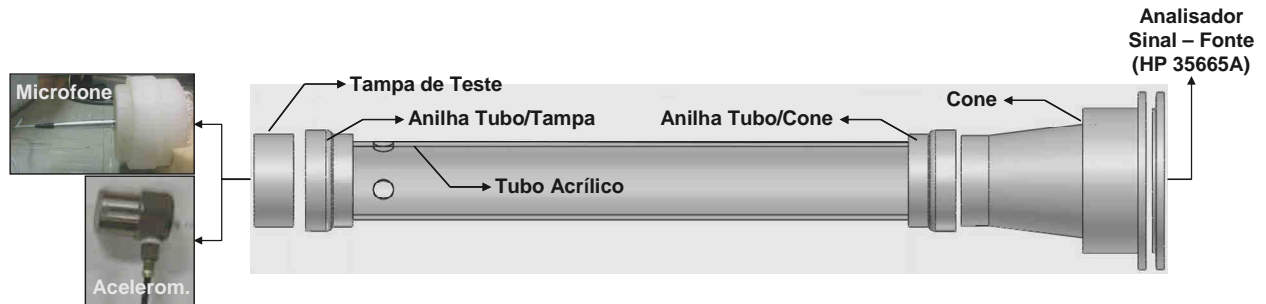 Analisador
Sinal – Fonte
(HP 35665A)
Microfone
Tampa de Teste
Cone
Anilha Tubo/Tampa
Anilha Tubo/Cone
Tubo Acrílico
Acelerom.